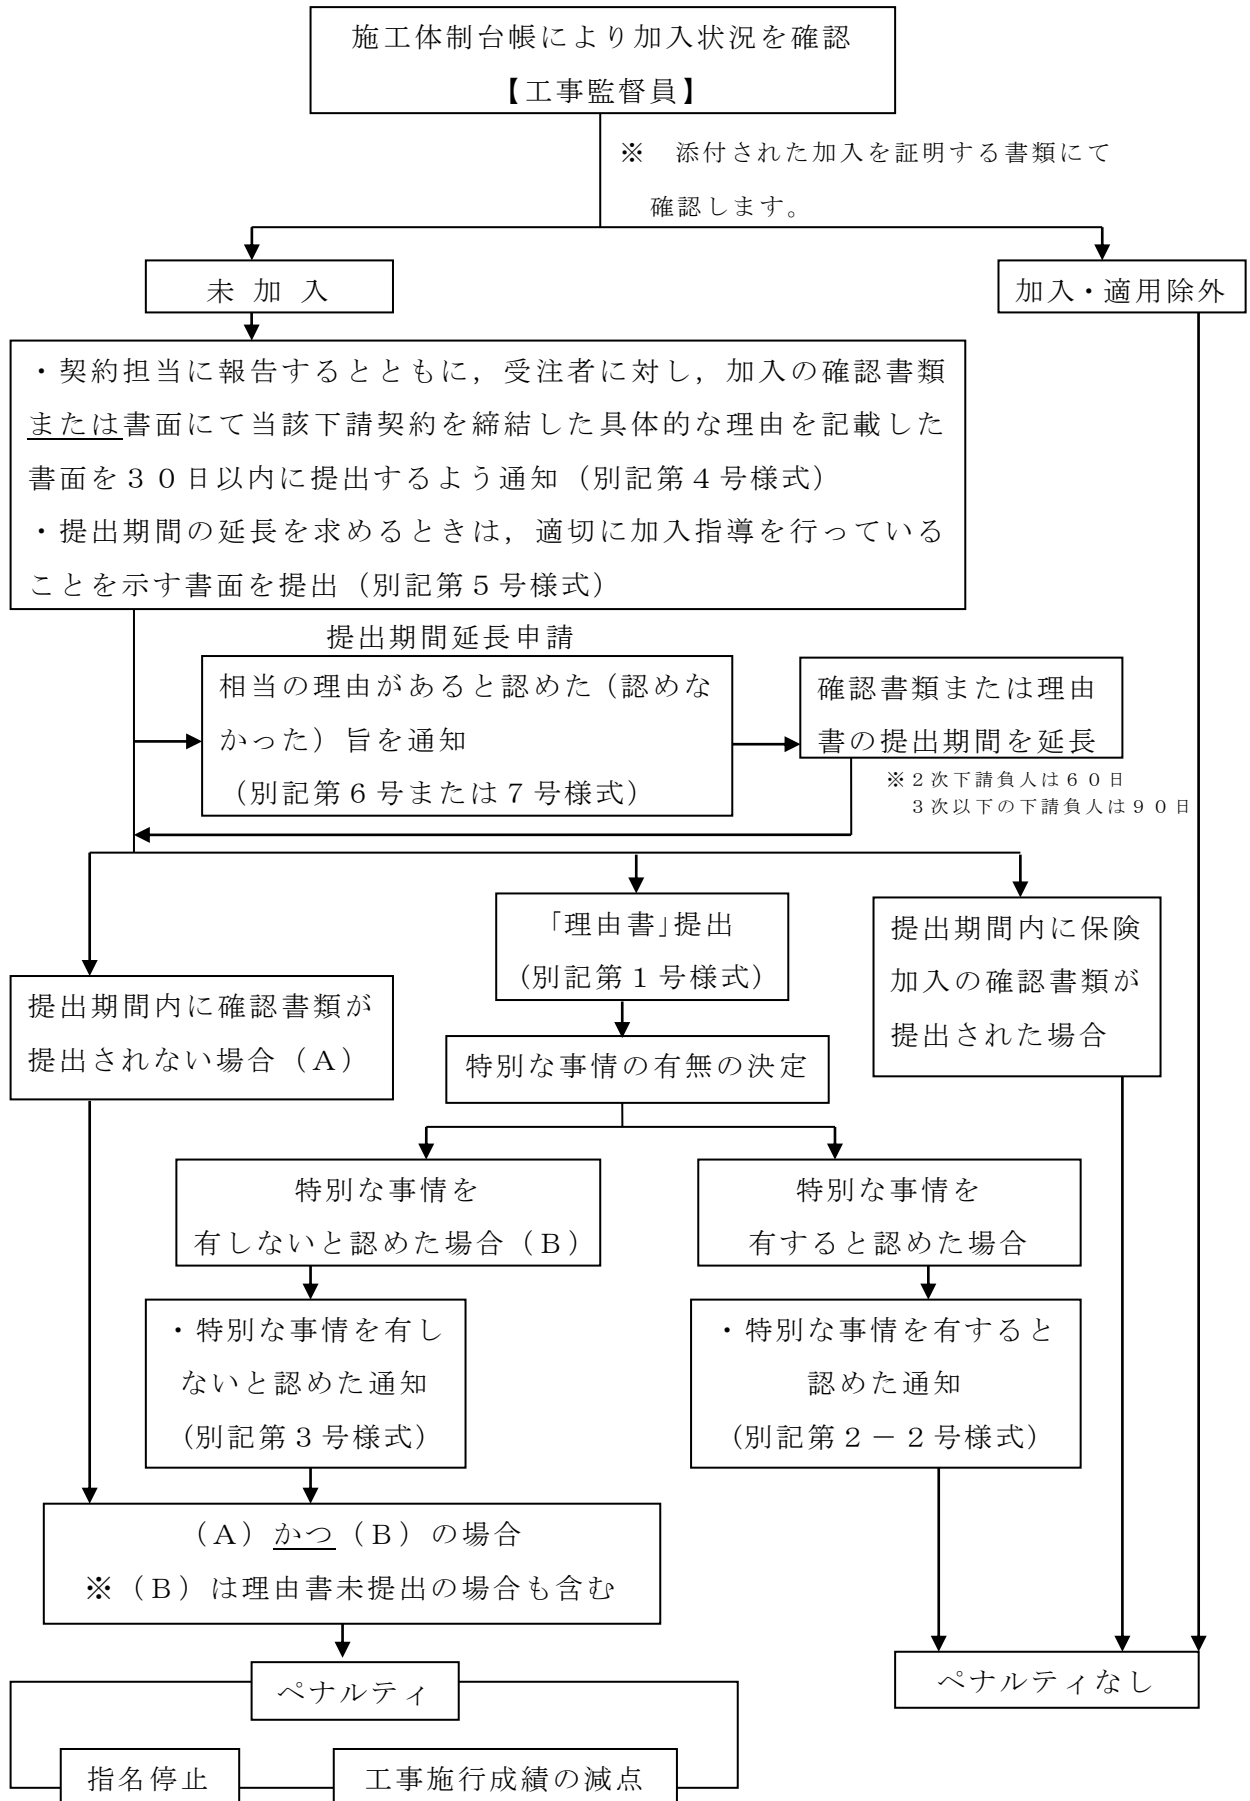 施工体制台帳により加入状況を確認
【工事監督員】
※　添付された加入を証明する書類にて
確認します。
未 加 入
加入・適用除外
・契約担当に報告するとともに，受注者に対し，加入の確認書類
または書面にて当該下請契約を締結した具体的な理由を記載した
書面を３０日以内に提出するよう通知（別記第４号様式）
・提出期間の延長を求めるときは，適切に加入指導を行っている
ことを示す書面を提出（別記第５号様式）
提出期間延長申請
相当の理由があると認めた（認めな
かった）旨を通知
（別記第６号または７号様式）
確認書類または理由
書の提出期間を延長
※２次下請負人は６０日
３次以下の下請負人は９０日
「理由書」提出
（別記第１号様式）
提出期間内に保険
加入の確認書類が
提出された場合
提出期間内に確認書類が
提出されない場合（Ａ）
特別な事情の有無の決定
特別な事情を
有しないと認めた場合（Ｂ）
特別な事情を
有すると認めた場合
・特別な事情を有し
ないと認めた通知
（別記第３号様式）
・特別な事情を有すると
認めた通知
（別記第２－２号様式）
（Ａ）かつ（Ｂ）の場合
※（Ｂ）は理由書未提出の場合も含む
ペナルティ
ペナルティなし
指名停止
工事施行成績の減点